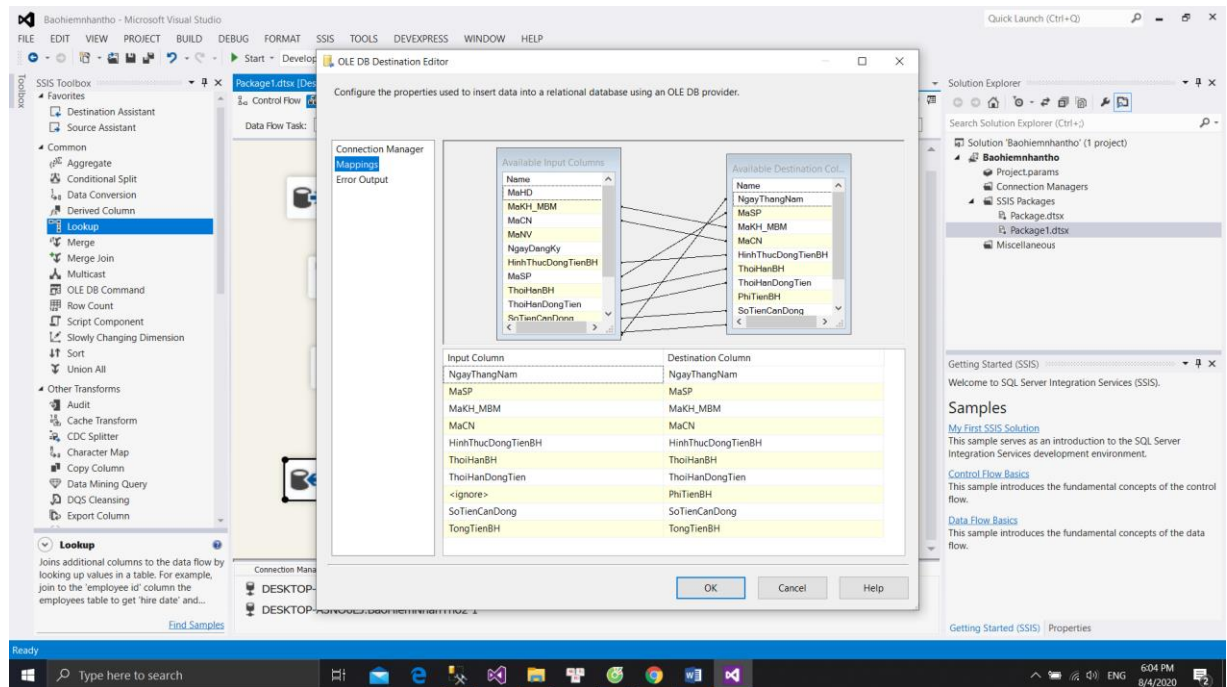 Baohiemnhantho - Microsoft Visual Studio
Quick Launch (Ctrl+Q)
FILE EDIT VIEW PROJECT BUILD DEBUG FORMAT SSIS TOOLS DEVEXPRESS WINDOW HELP
Start Develop
Toolbox
SSIS Toolbox
Favorites
Destination Assistant
Source Assistant
Common
Aggregate
Conditional Split
Data Conversion
Derived Column
Lookup
Merge
Merge Join
Multicast
OLE DB Command
Row Count
Script Component
Slowly Changing Dimension
Sort
Union All
Other Transforms
Audit
Cache Transform
CDC Splitter
Character Map
Copy Column
Data Mining Query
DQS Cleansing
Export Column
Lookup
Joins additional columns to the data flow by
looking up values in a table. For example,
join to the 'employee id' column the
employees table to get 'hire date' and...
Find Samples
Package1.dtsx [Des
Control Flow
Data Flow Task:
Connection Mana
DESKTOP-
OLE DB Destination Editor
Configure the properties used to insert data into a relational database using an OLE DB provider.
Connection Manager
Mappings
Error Output
Available Input Columns
Name
MaHD
MaKH_MBM
MaCN
MaNV
NgayDangKy
HinhThucDongTienBH
MaSP
ThoiHanBH
ThoiHanDongTien
SoTienCanDong
Available Destination Col...
Name
NgayThangNam
MaSP
MaKH_MBM
MaCN
HinhThucDongTienBH
ThoiHanBH
ThoiHanDongTien
PhiTienBH
SoTienCanDong
Input Column Destination Column
NgayThangNam NgayThangNam
MaSP MaSP
MaKH_MBM MaKH_MBM
MaCN MaCN
HinhThucDongTienBH HinhThucDongTienBH
ThoiHanBH ThoiHanBH
ThoiHanDongTien ThoiHanDongTien
<ignore> PhiTienBH
SoTienCanDong SoTienCanDong
TongTienBH TongTienBH
OK Cancel Help
Solution Explorer
Search Solution Explorer (Ctrl+;)
Solution 'Baohiemnhantho' (1 project)
Baohiemnhantho
Project.params
Connection Managers
SSIS Packages
Package.dtsx
Package1.dtsx
Miscellaneous
Getting Started (SSIS)
Welcome to SQL Server Integration Services (SSIS).
Samples
My First SSIS Solution
This sample serves as an introduction to the SQL Server
Integration Services development environment.
Control Flow Basics
This sample introduces the fundamental concepts of the control
flow.
Data Flow Basics
This sample introduces the fundamental concepts of the data
flow.
Getting Started (SSIS) Properties
Ready
Type here to search
ENG
6:04 PM
8/4/2020